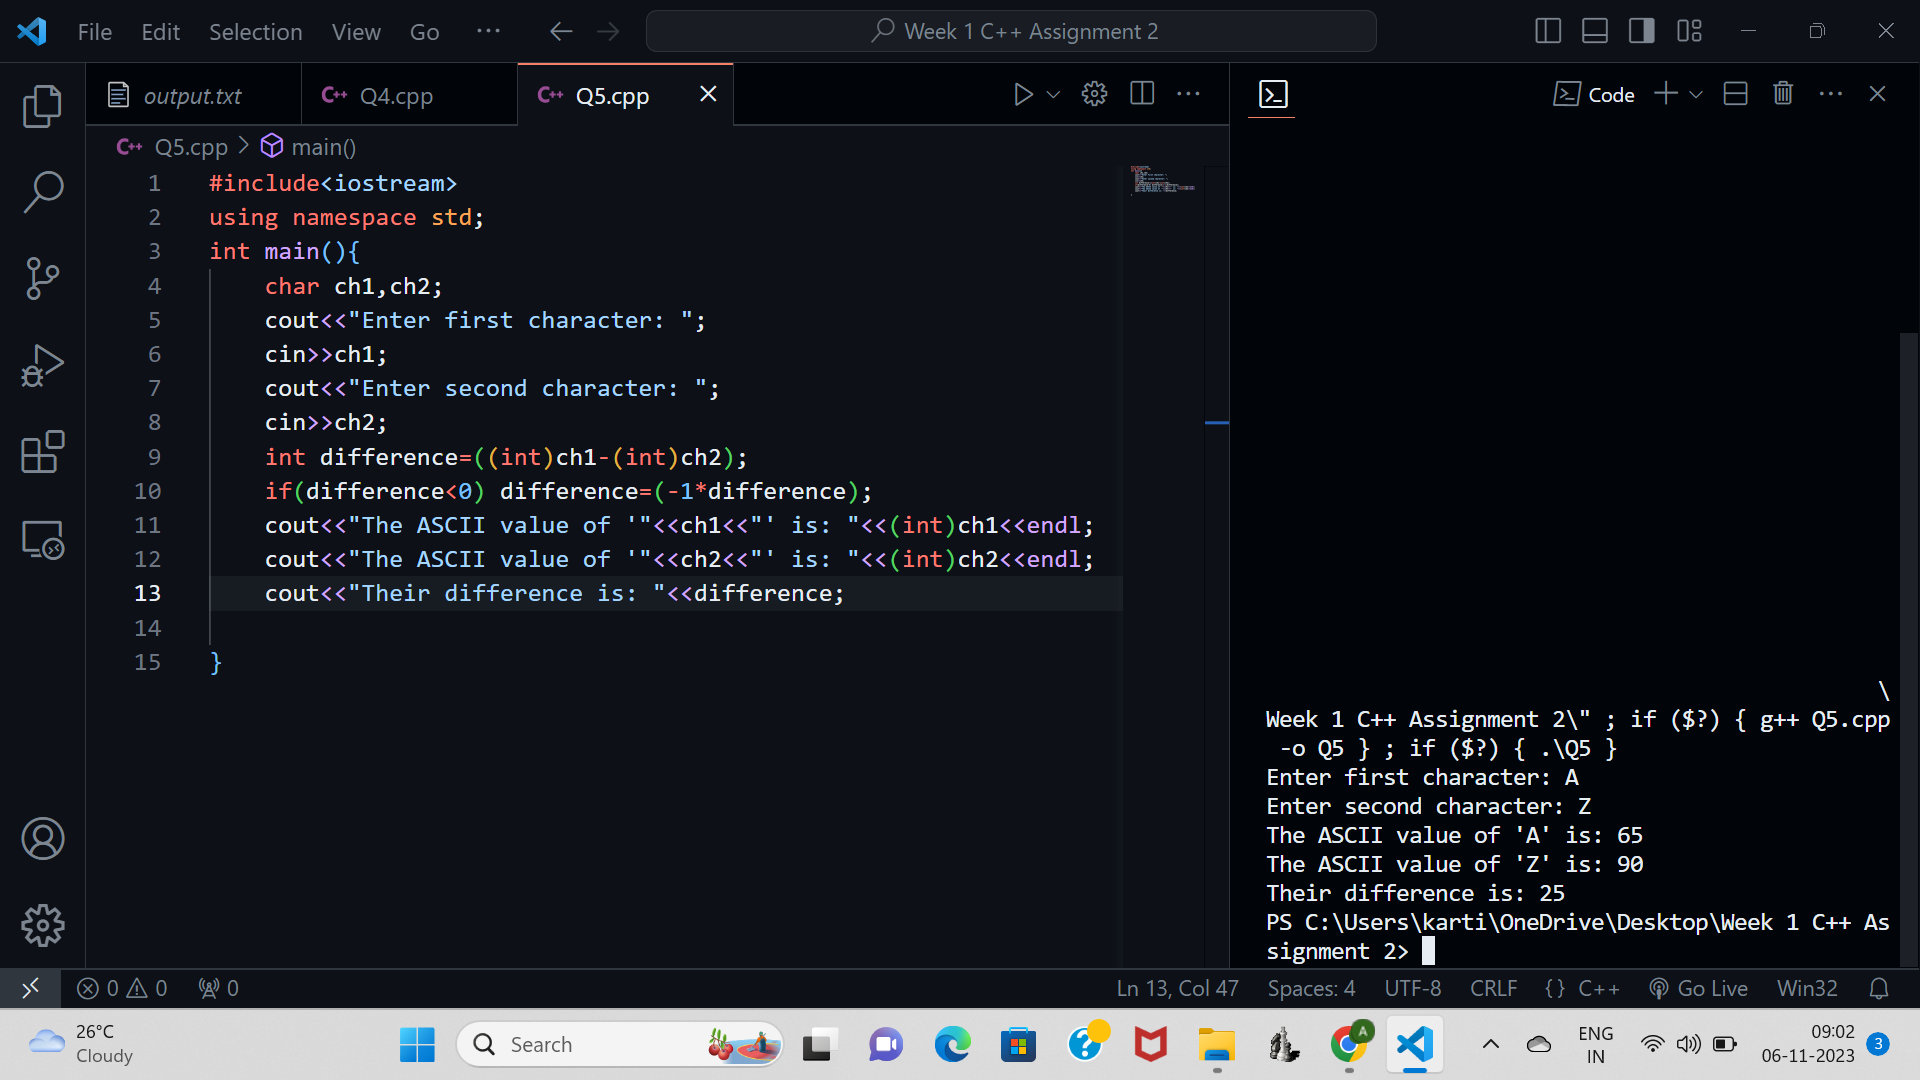 File Edit Selection View Go ··· Week 1 C++ Assignment 2
output.txt Q4.cpp Q5.cpp
Code
Q5.cpp > main()
1 #include<iostream>
2 using namespace std;
3 int main(){
4 char ch1,ch2;
5 cout<<"Enter first character: ";
6 cin>>ch1;
7 cout<<"Enter second character: ";
8 cin>>ch2;
9 int difference=((int)ch1-(int)ch2);
10 if(difference<0) difference=(-1*difference);
11 cout<<"The ASCII value of '"<<ch1<<"' is: "<<(int)ch1<<endl;
12 cout<<"The ASCII value of '"<<ch2<<"' is: "<<(int)ch2<<endl;
13 cout<<"Their difference is: "<<difference;
14
15 }
\
Week 1 C++ Assignment 2\" ; if ($?) { g++ Q5.cpp
-o Q5 } ; if ($?) { .\Q5 }
Enter first character: A
Enter second character: Z
The ASCII value of 'A' is: 65
The ASCII value of 'Z' is: 90
Their difference is: 25
PS C:\Users\karti\OneDrive\Desktop\Week 1 C++ As
signment 2>
0 0 0 Ln 13, Col 47 Spaces: 4 UTF-8 CRLF {} C++ Go Live Win32
26°C
Cloudy
Search
A
ENG
IN
09:02
06-11-2023
3